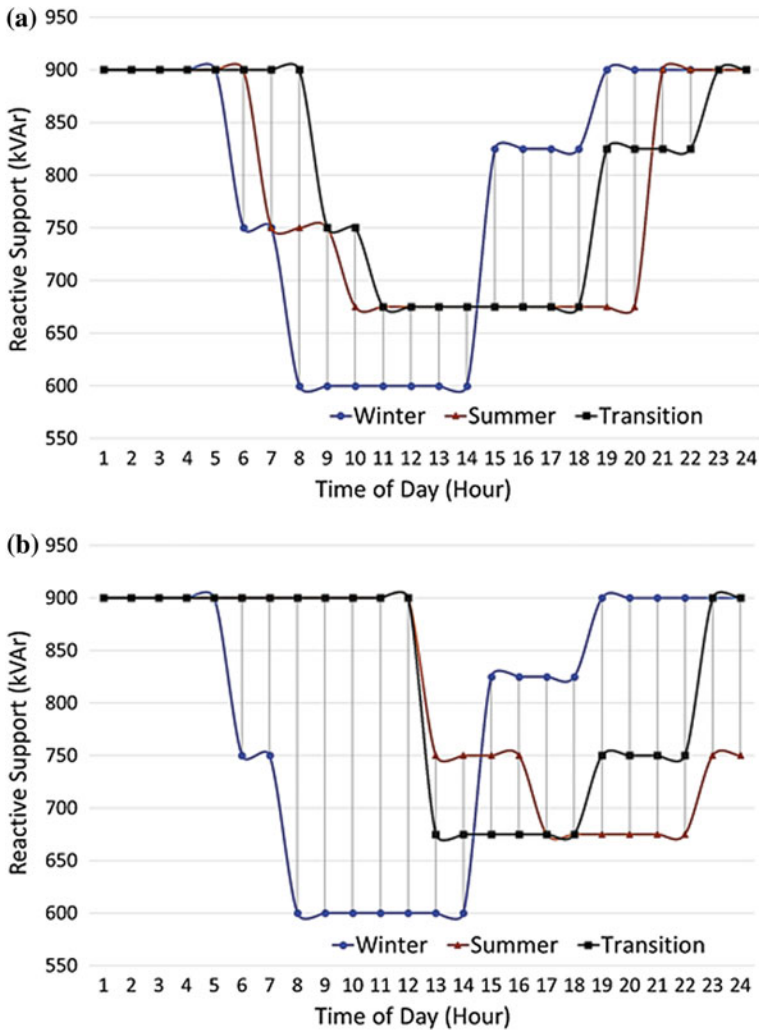 (a)
950
900
850
800
750
700
650
600
550
Reactive Support (kVAr)
Winter Summer Transition
1 2 3 4 5 6 7 8 9 10 11 12 13 14 15 16 17 18 19 20 21 22 23 24
Time of Day (Hour)
(b)
950
900
850
800
750
700
650
600
550
Reactive Support (kVAr)
Winter Summer Transition
1 2 3 4 5 6 7 8 9 10 11 12 13 14 15 16 17 18 19 20 21 22 23 24
Time of Day (Hour)